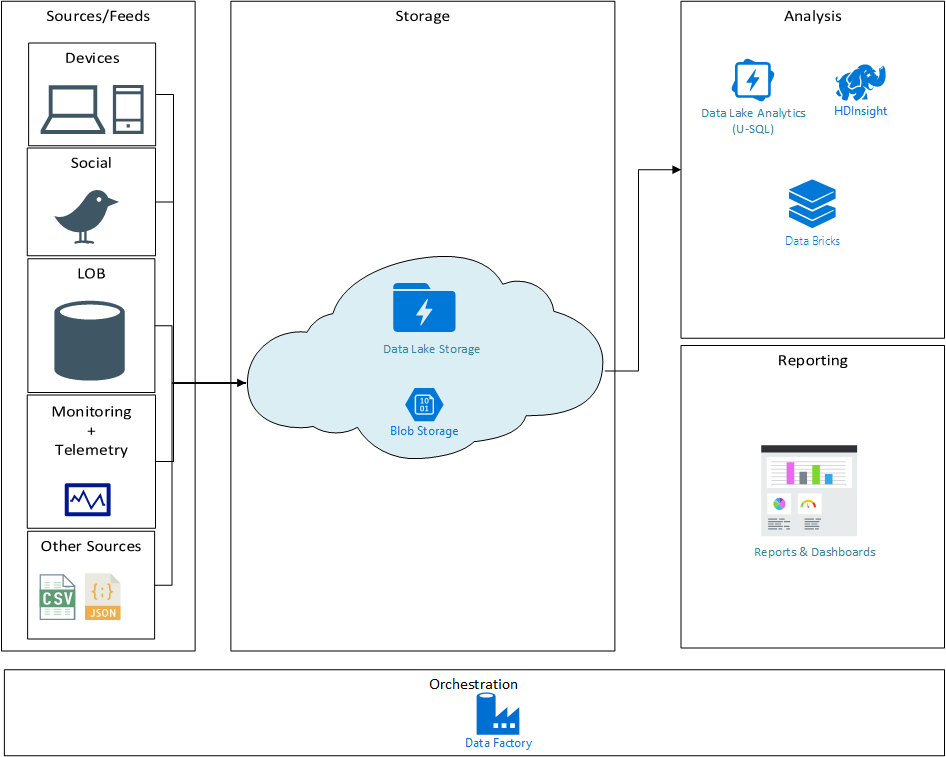 Sources/Feeds
Devices
Social
LOB
Monitoring
+
Telemetry
Other Sources
CSV
{;}
JSON
Storage
Data Lake Storage
10
01
Blob Storage
Analysis
Data Lake Analytics
(U-SQL)
HDInsight
Data Bricks
Reporting
Reports & Dashboards
Orchestration
Data Factory